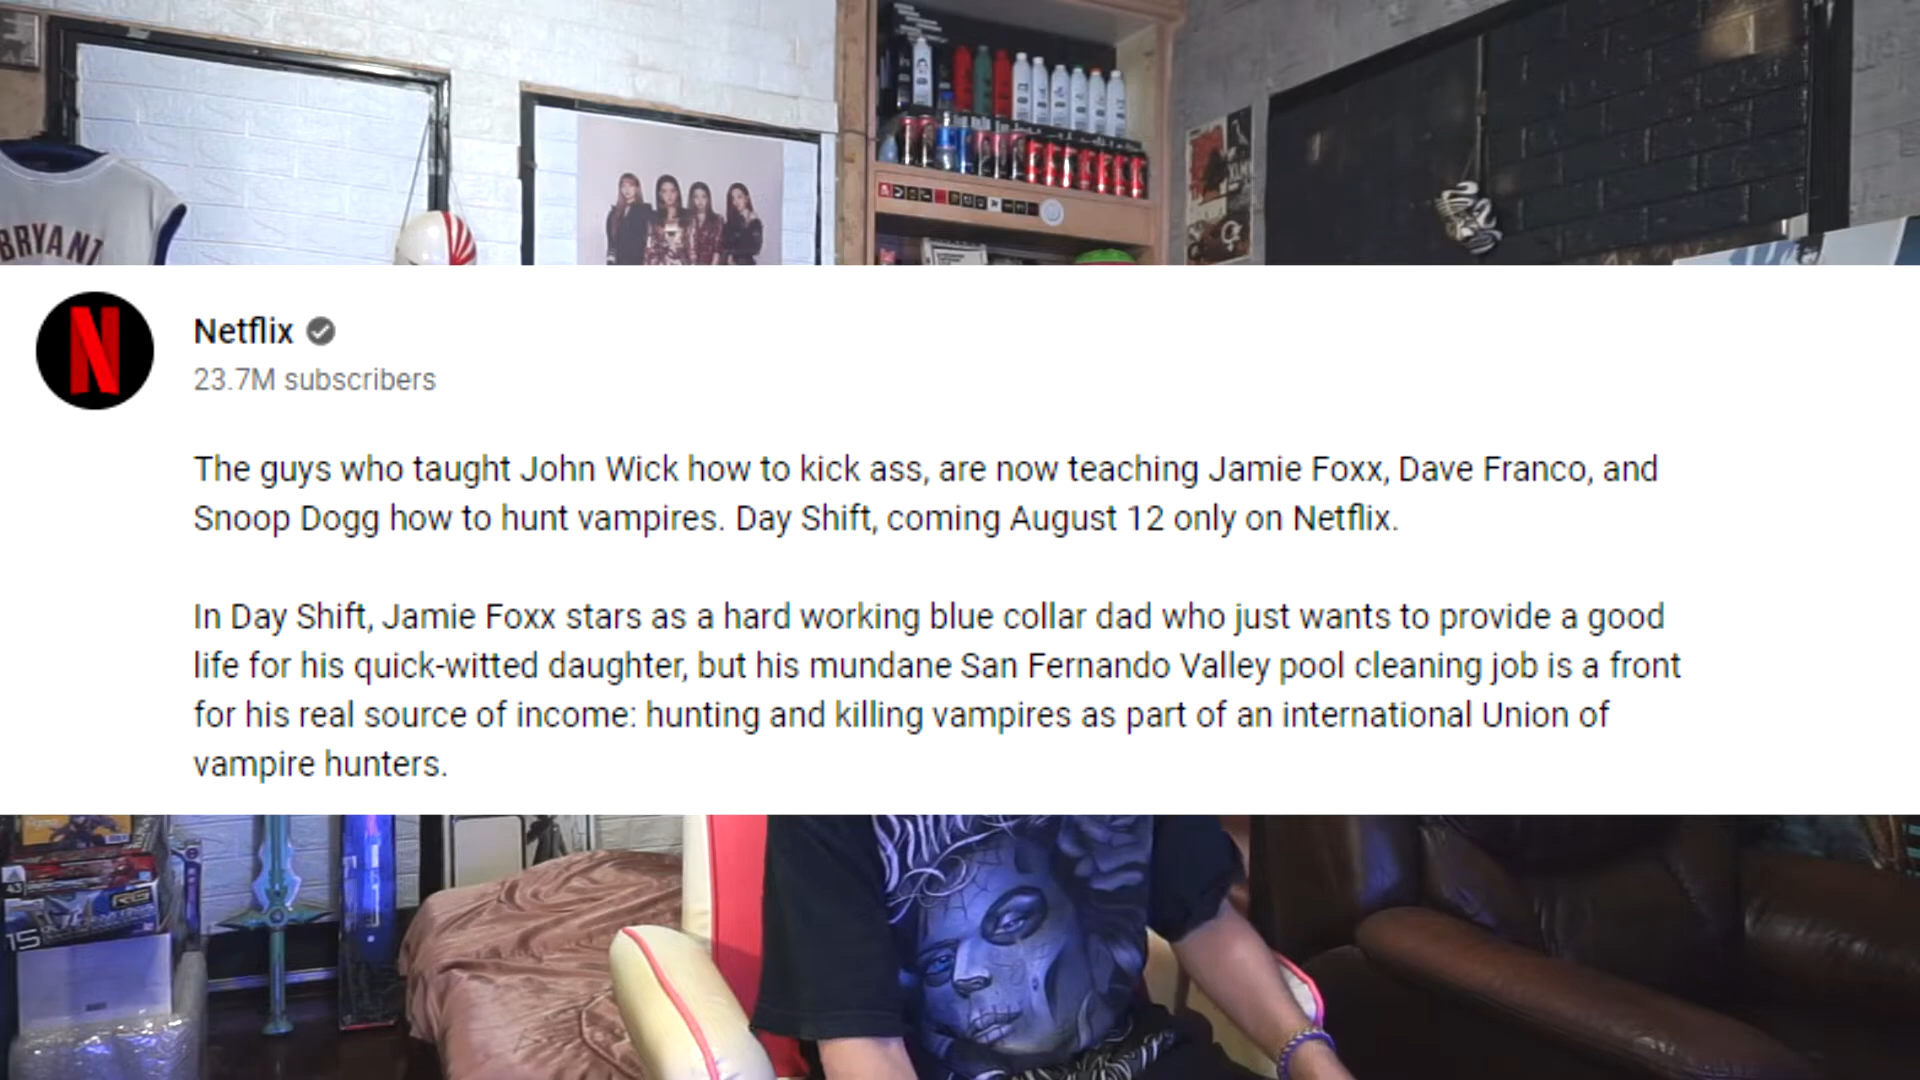 BRYANT
N
Netflix
23.7M subscribers
The guys who taught John Wick how to kick ass, are now teaching Jamie Foxx, Dave Franco, and
Snoop Dogg how to hunt vampires. Day Shift, coming August 12 only on Netflix.
In Day Shift, Jamie Foxx stars as a hard working blue collar dad who just wants to provide a good
life for his quick-witted daughter, but his mundane San Fernando Valley pool cleaning job is a front
for his real source of income: hunting and killing vampires as part of an international Union of
vampire hunters.
43
RG
15